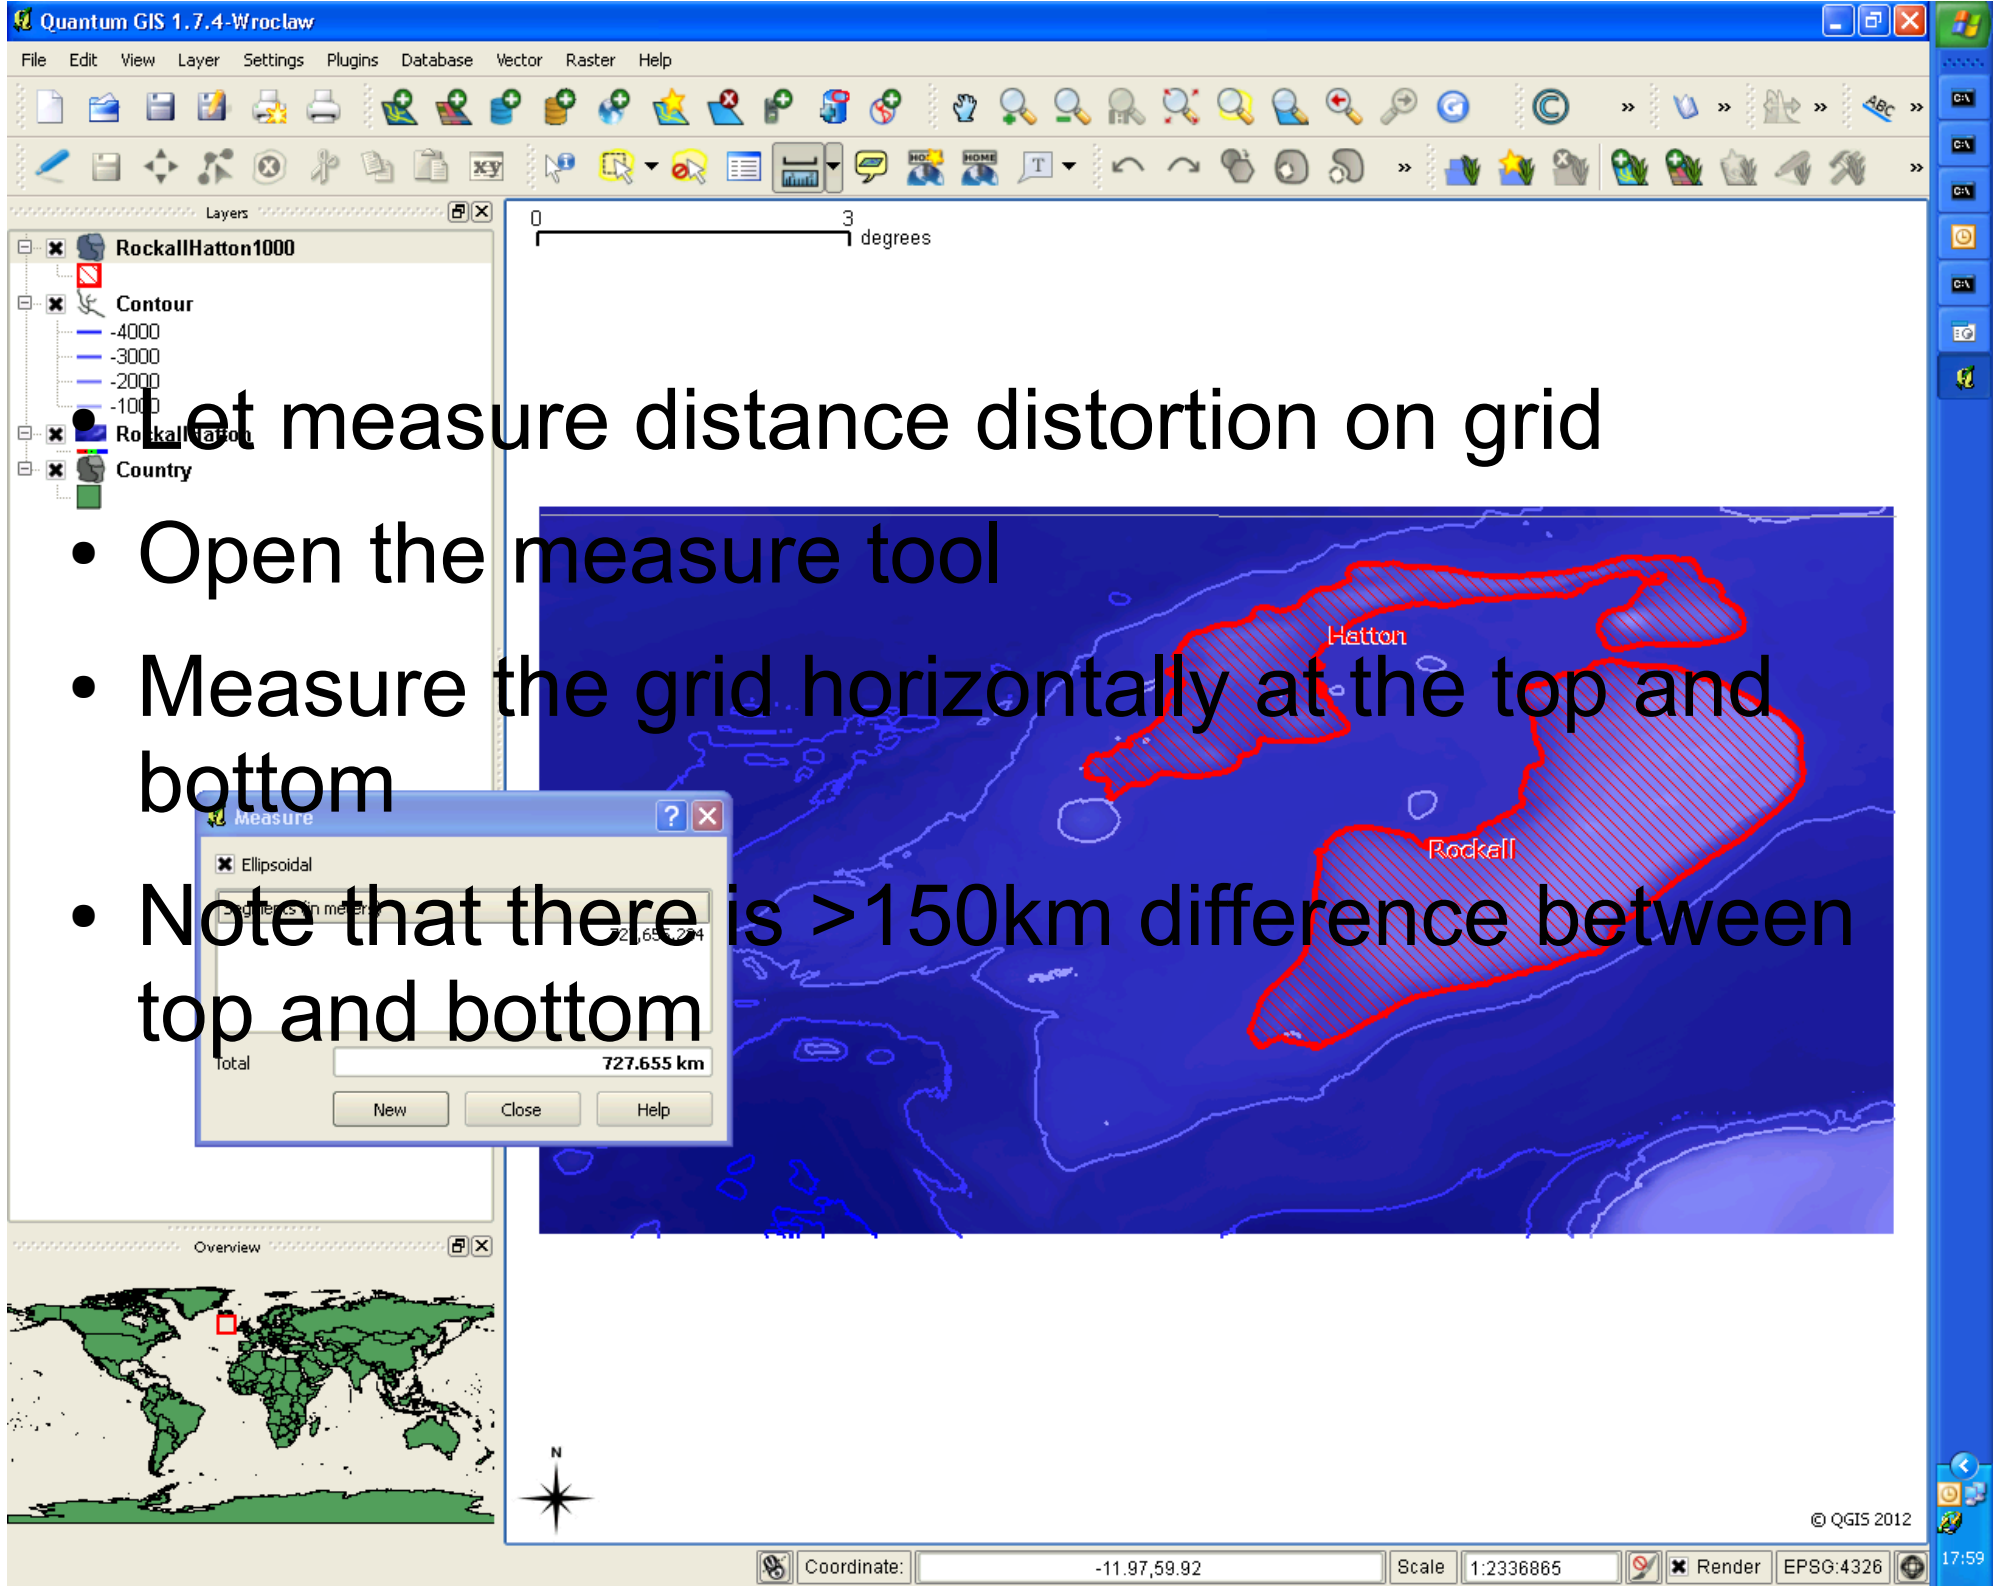 Quantum GIS 1.7.4-Wroclaw
File Edit View Layer Settings Plugins Database Vector Raster Help
Layers
RockallHatton1000
Contour
-4000
-3000
-2000
-1000
RockallHatton
Country
0 3 degrees
• Let measure distance distortion on grid
• Open the measure tool
• Measure the grid horizontally at the top and
bottom
• Note that there is >150km difference between
top and bottom
Hatton
Rockall
Measure
Ellipsoidal
Segments (in meters)
Total 727.655 km
New Close Help
Overview
N
© QGIS 2012
Coordinate: -11.97,59.92 Scale 1:2336865 Render EPSG:4326
17:59